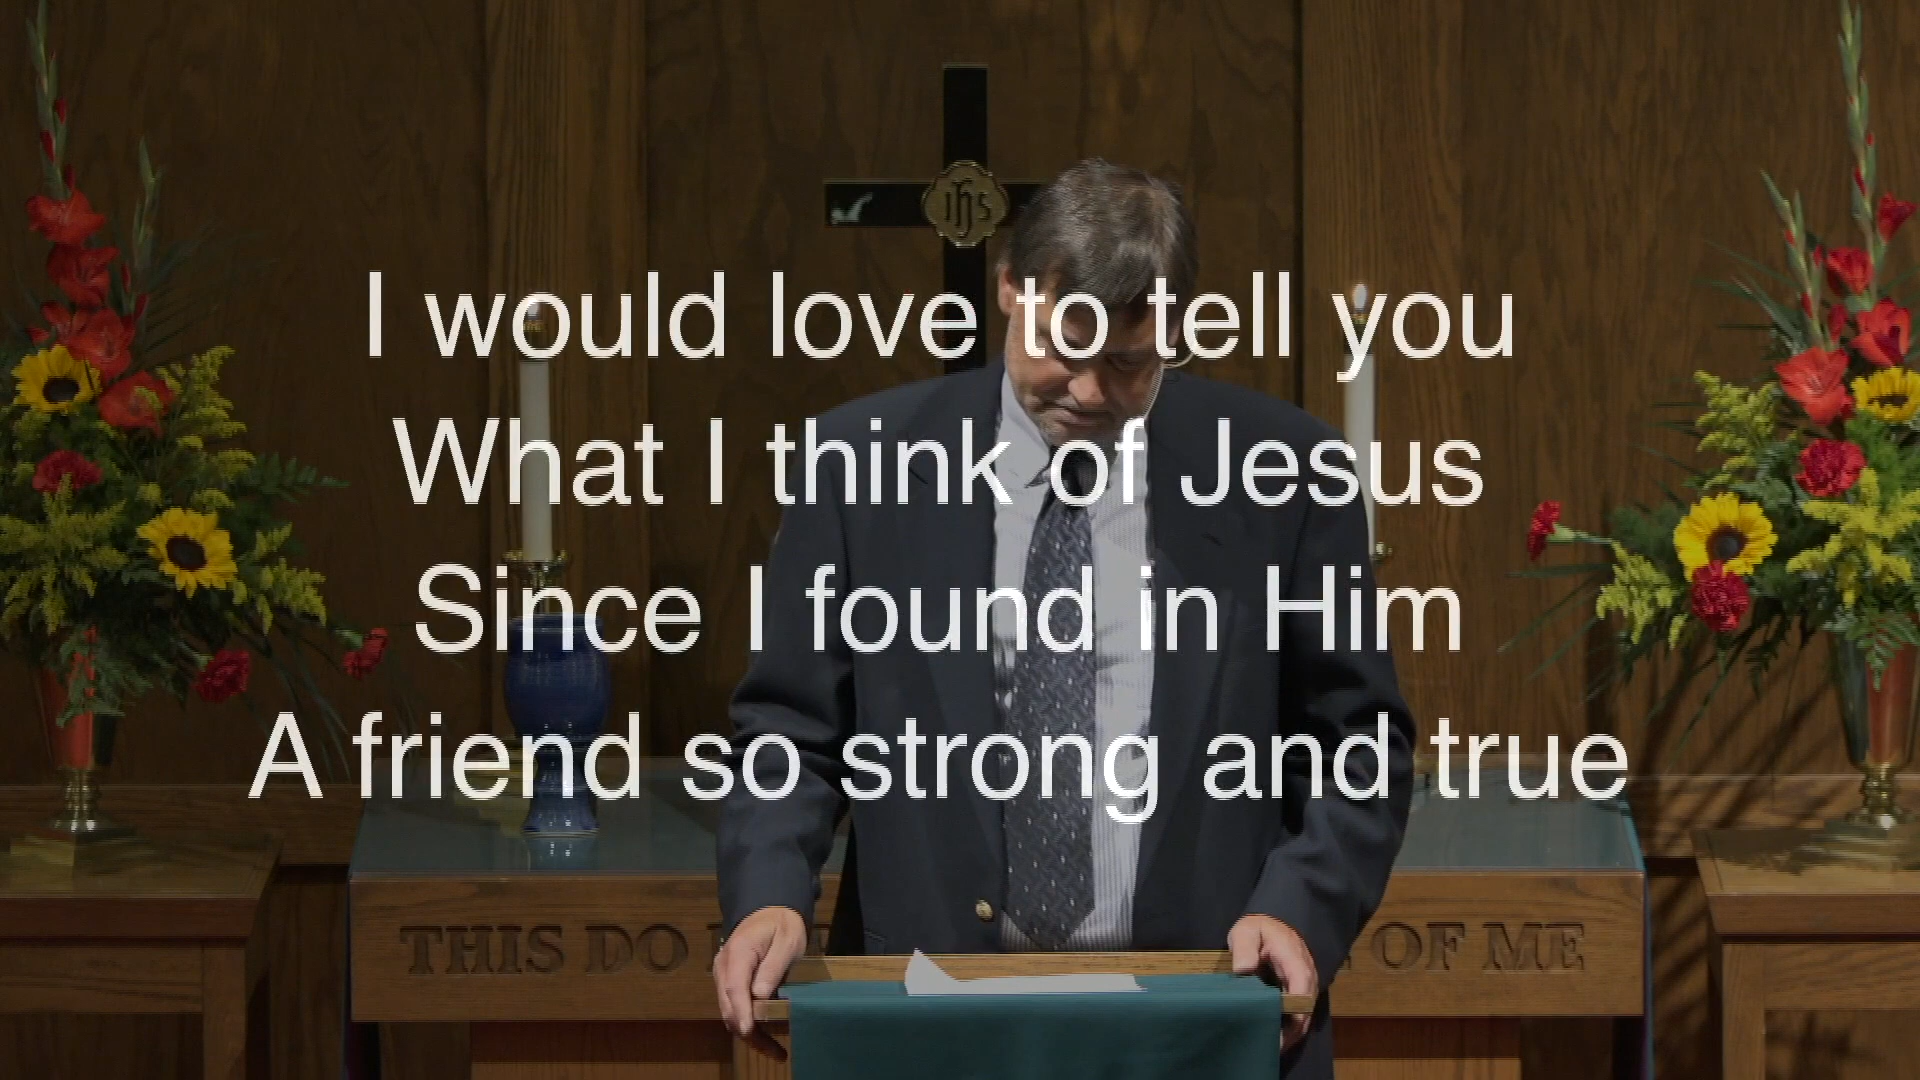 IHS
I would love to tell you
What I think of Jesus
Since I found in Him
A friend so strong and true
THIS DO OF ME